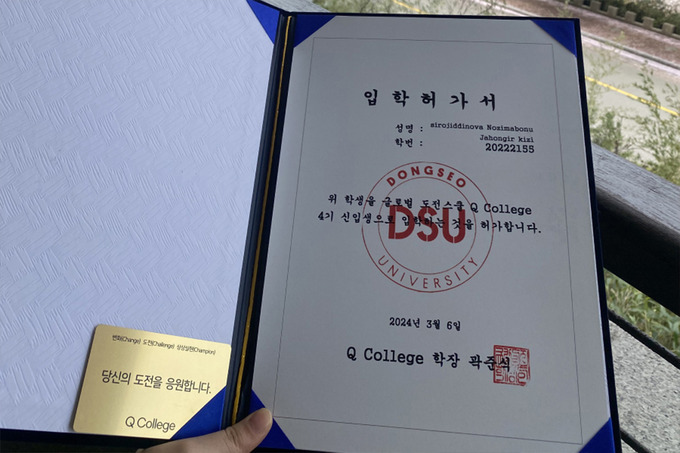 변화(Change) 도전(Challenge) 상상실현(Champion)
당신의 도전을 응원합니다.
Q College
입학허가서
성명 : sirojiddinova Nozimabonu
Jahongir kizi
학번 : 20222155
DONGSEO
위 학생을 글로벌 도전스쿨 Q College
4기 신입생으로 입학하는 것을 허가합니다.
DSU
UNIVERSITY
2024년 3월 6일
Q College 학장 곽준식